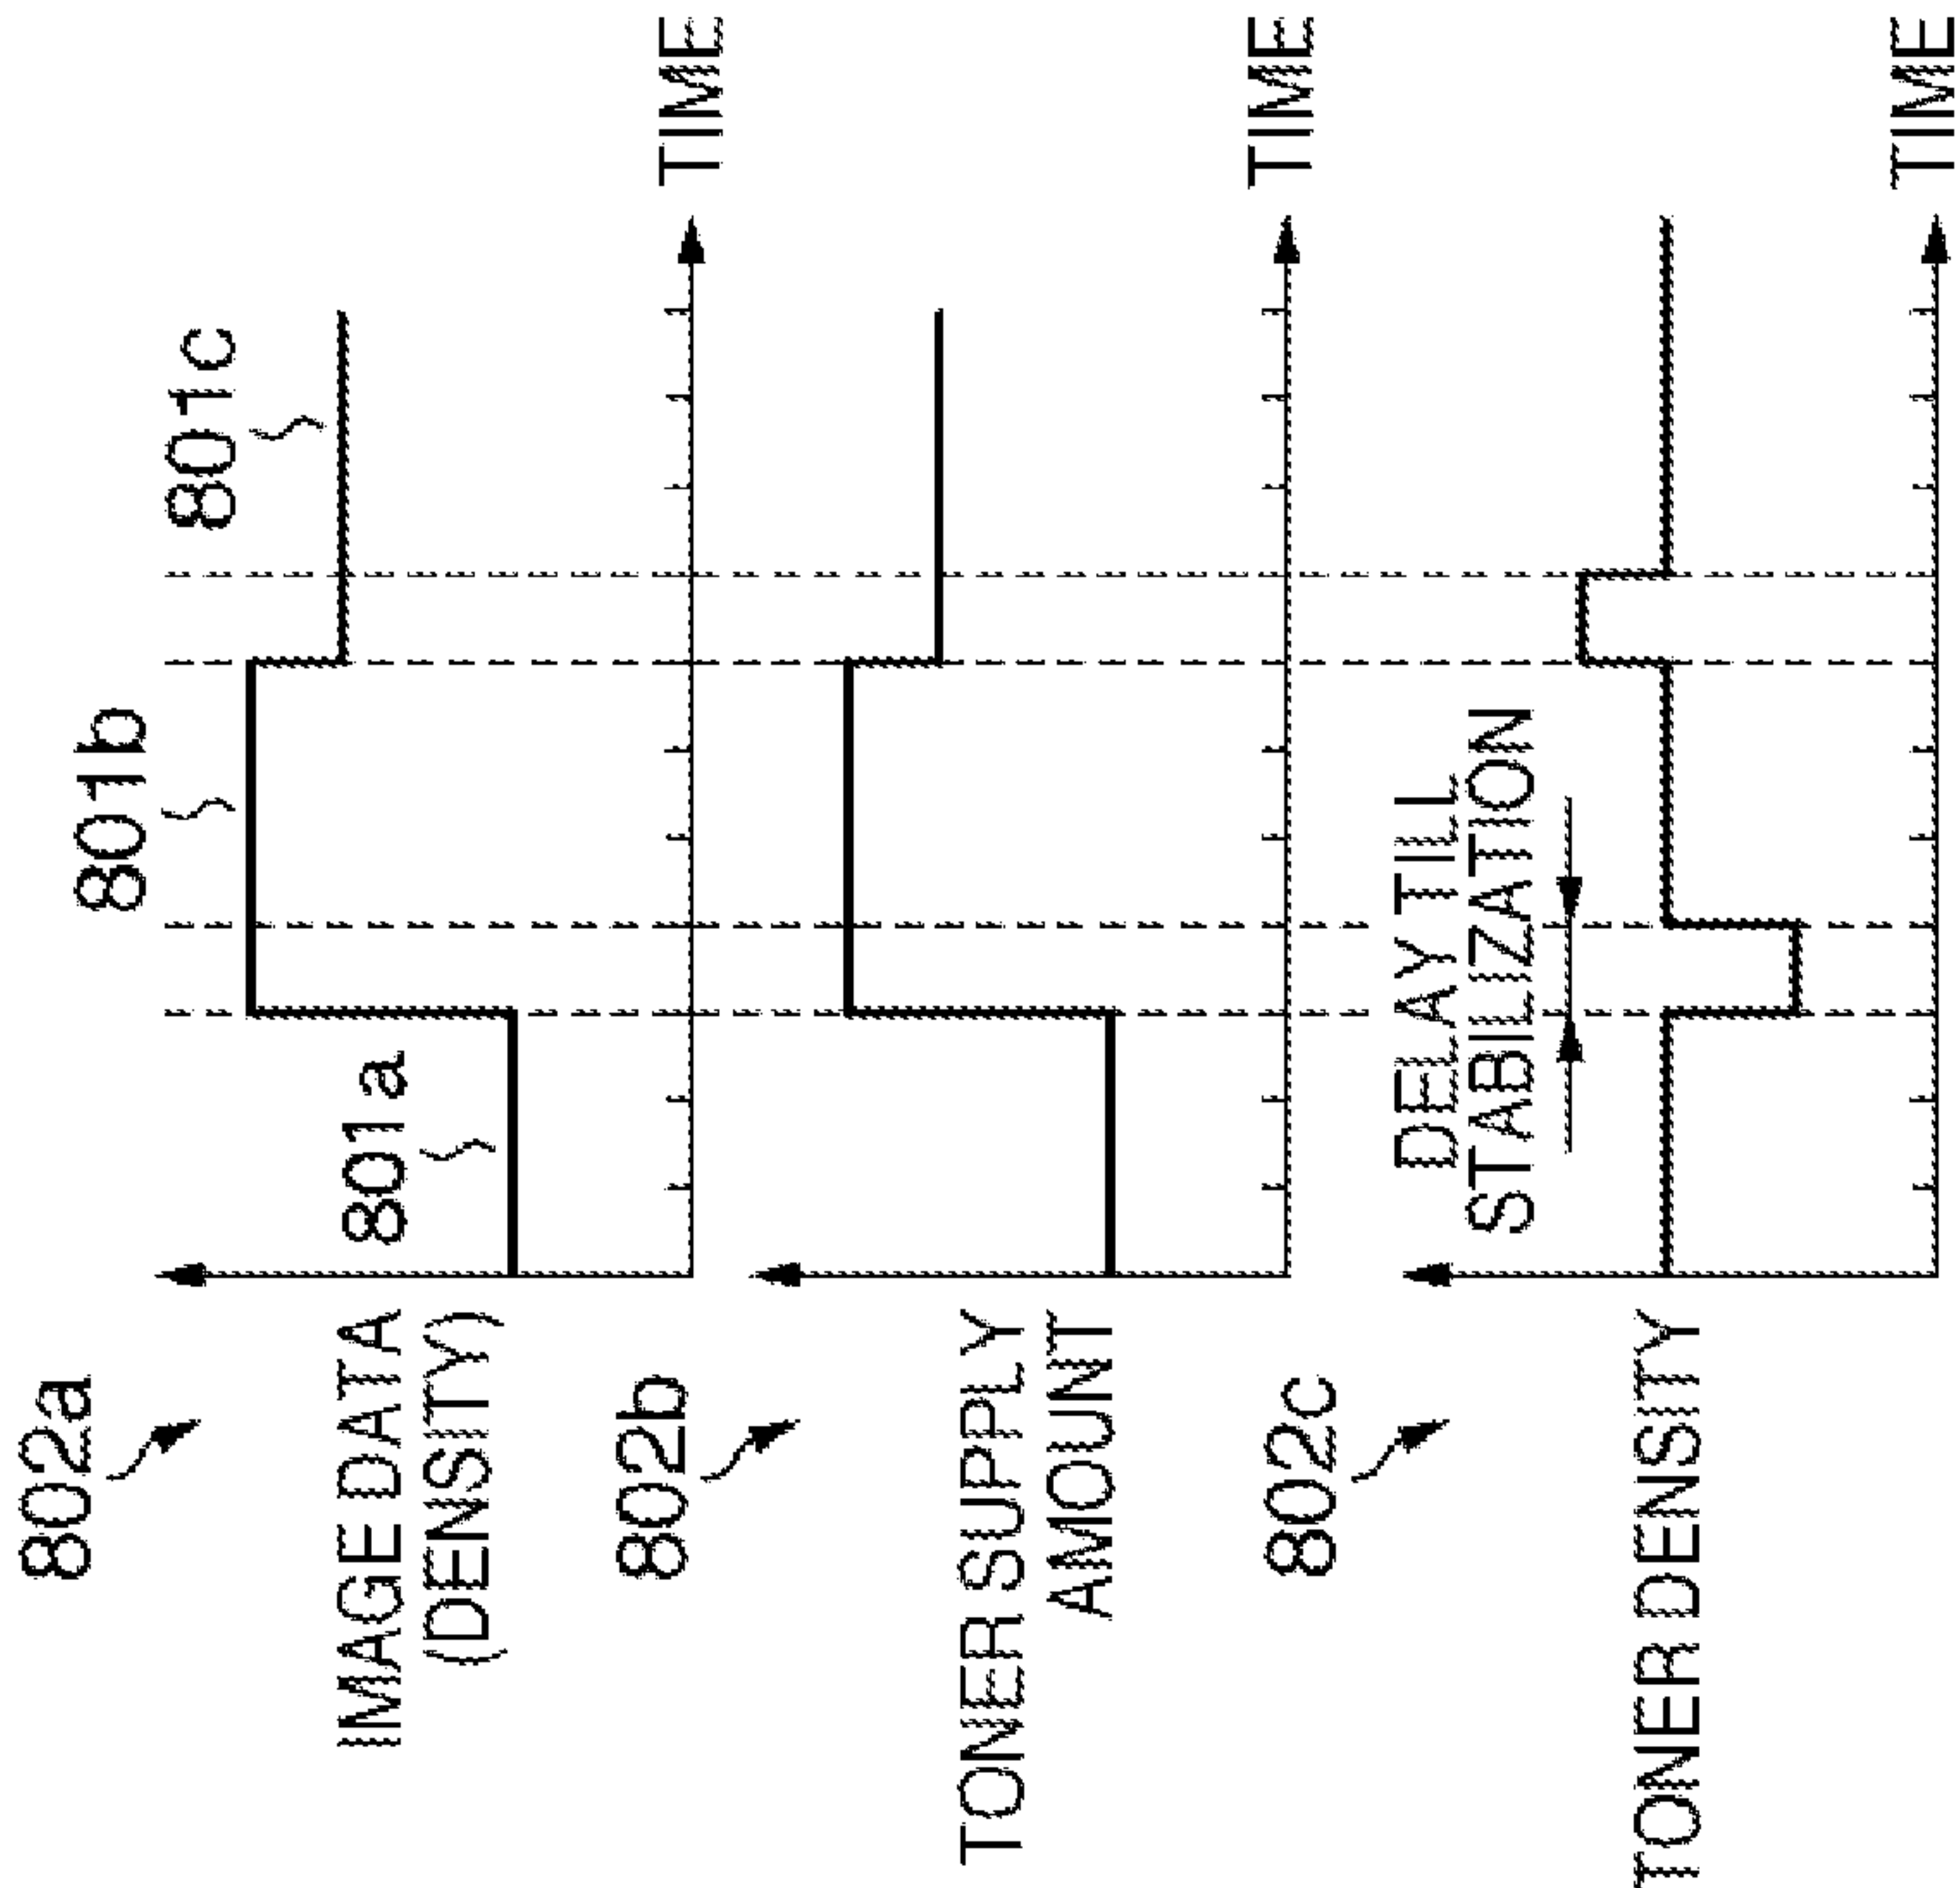 802a
IMAGE DATA
(DENSITY)
801a
801b
801c
TIME
802b
TONER SUPPLY
AMOUNT
TIME
802c
TONER DENSITY
DELAY TILL
STABILIZATION
TIME